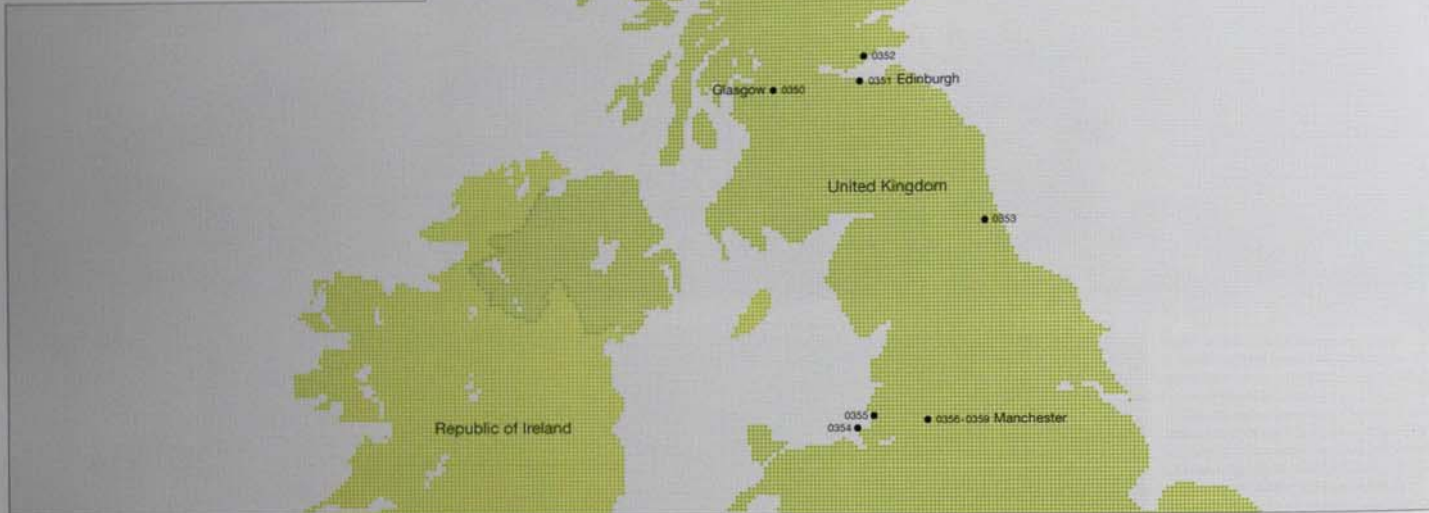 0352
0351 Edinburgh
Glasgow 0350
United Kingdom
0353
0355
0356-0359 Manchester
0354
Republic of Ireland